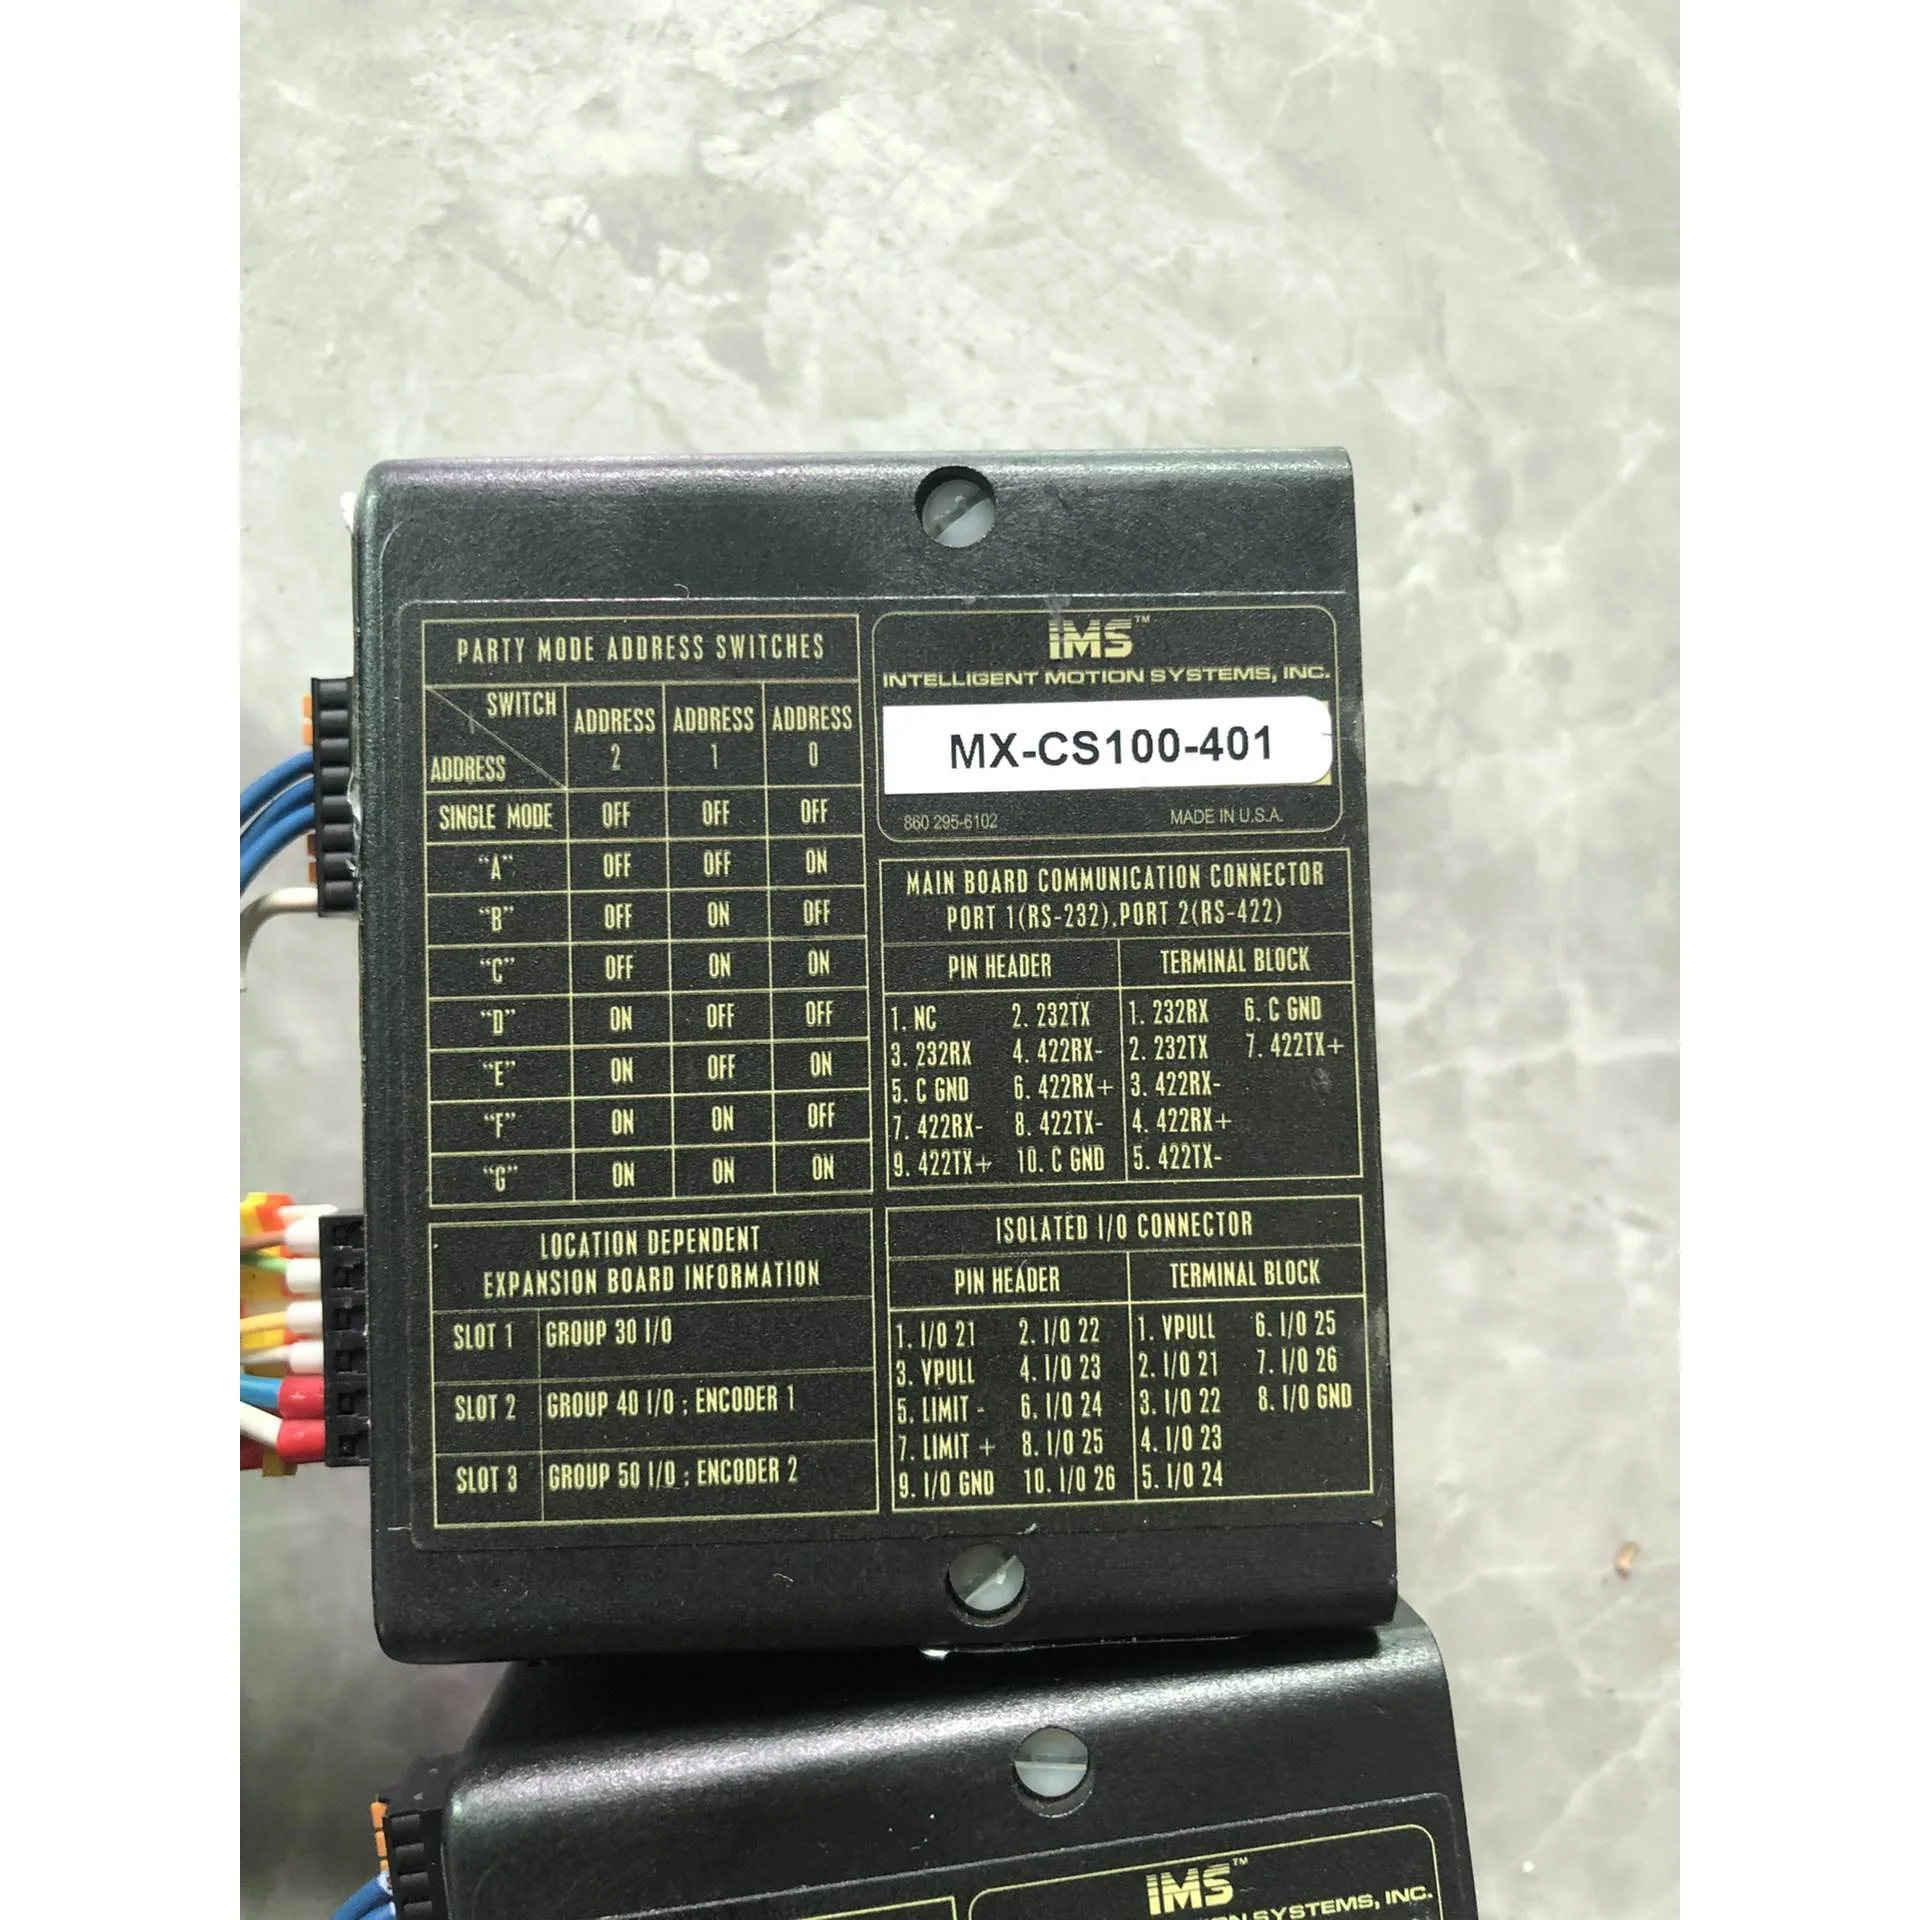 PARTY MODE ADDRESS SWITCHES
SWITCH
ADDRESS
ADDRESS 2
ADDRESS 1
ADDRESS 0
SINGLE MODE OFF OFF OFF
“A” OFF OFF ON
“B” OFF ON OFF
“C” OFF ON ON
“D” ON OFF OFF
“E” ON OFF ON
“F” ON ON OFF
“G” ON ON ON
LOCATION DEPENDENT
EXPANSION BOARD INFORMATION
SLOT 1 GROUP 30 I/O
SLOT 2 GROUP 40 I/O ; ENCODER 1
SLOT 3 GROUP 50 I/O ; ENCODER 2
IMS™
INTELLIGENT MOTION SYSTEMS, INC.
MX-CS100-401
860 295-6102 MADE IN U.S.A.
MAIN BOARD COMMUNICATION CONNECTOR
PORT 1(RS-232),PORT 2(RS-422)
PIN HEADER TERMINAL BLOCK
1. NC 2. 232TX 1. 232RX 6. C GND
3. 232RX 4. 422RX- 2. 232TX 7. 422TX+
5. C GND 6. 422RX+ 3. 422RX-
7. 422RX- 8. 422TX- 4. 422RX+
9. 422TX+ 10. C GND 5. 422TX-
ISOLATED I/O CONNECTOR
PIN HEADER TERMINAL BLOCK
1. I/O 21 2. I/O 22 1. VPULL 6. I/O 25
3. VPULL 4. I/O 23 2. I/O 21 7. I/O 26
5. LIMIT - 6. I/O 24 3. I/O 22 8. I/O GND
7. LIMIT + 8. I/O 25 4. I/O 23
9. I/O GND 10. I/O 26 5. I/O 24
IMS™
SYSTEMS, INC.